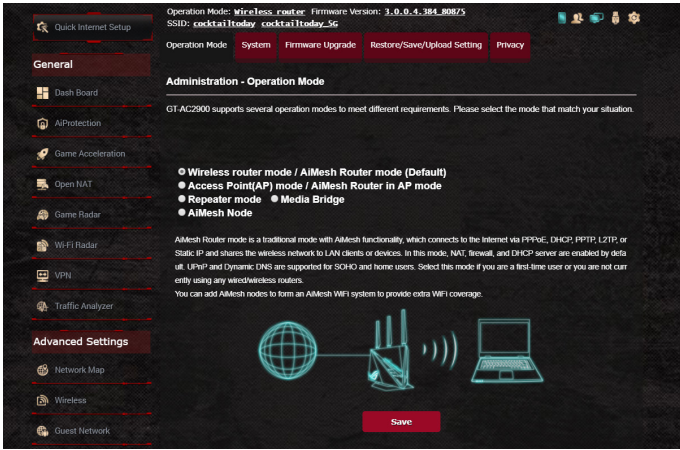 Operation Mode: Wireless router Firmware Version: 3.0.0.4.384_80875
SSID: cocktailtoday cocktailtoday_5G
Quick Internet Setup
Operation Mode System Firmware Upgrade Restore/Save/Upload Setting Privacy
General
Administration - Operation Mode
Dash Board
GT-AC2900 supports several operation modes to meet different requirements. Please select the mode that match your situation.
AiProtection
Game Acceleration
Wireless router mode / AiMesh Router mode (Default)
Access Point(AP) mode / AiMesh Router in AP mode
Repeater mode Media Bridge
AiMesh Node
Open NAT
Game Radar
Wi-Fi Radar
VPN
Traffic Analyzer
AiMesh Router mode is a traditional mode with AiMesh functionality, which connects to the Internet via PPPoE, DHCP, PPTP, L2TP, or
Static IP and shares the wireless network to LAN clients or devices. In this mode, NAT, firewall, and DHCP server are enabled by defa
ult. UPnP and Dynamic DNS are supported for SOHO and home users. Select this mode if you are a first-time user or you are not curr
ently using any wired/wireless routers.
You can add AiMesh nodes to form an AiMesh WiFi system to provide extra WiFi coverage.
Advanced Settings
Network Map
Wireless
Guest Network
Save